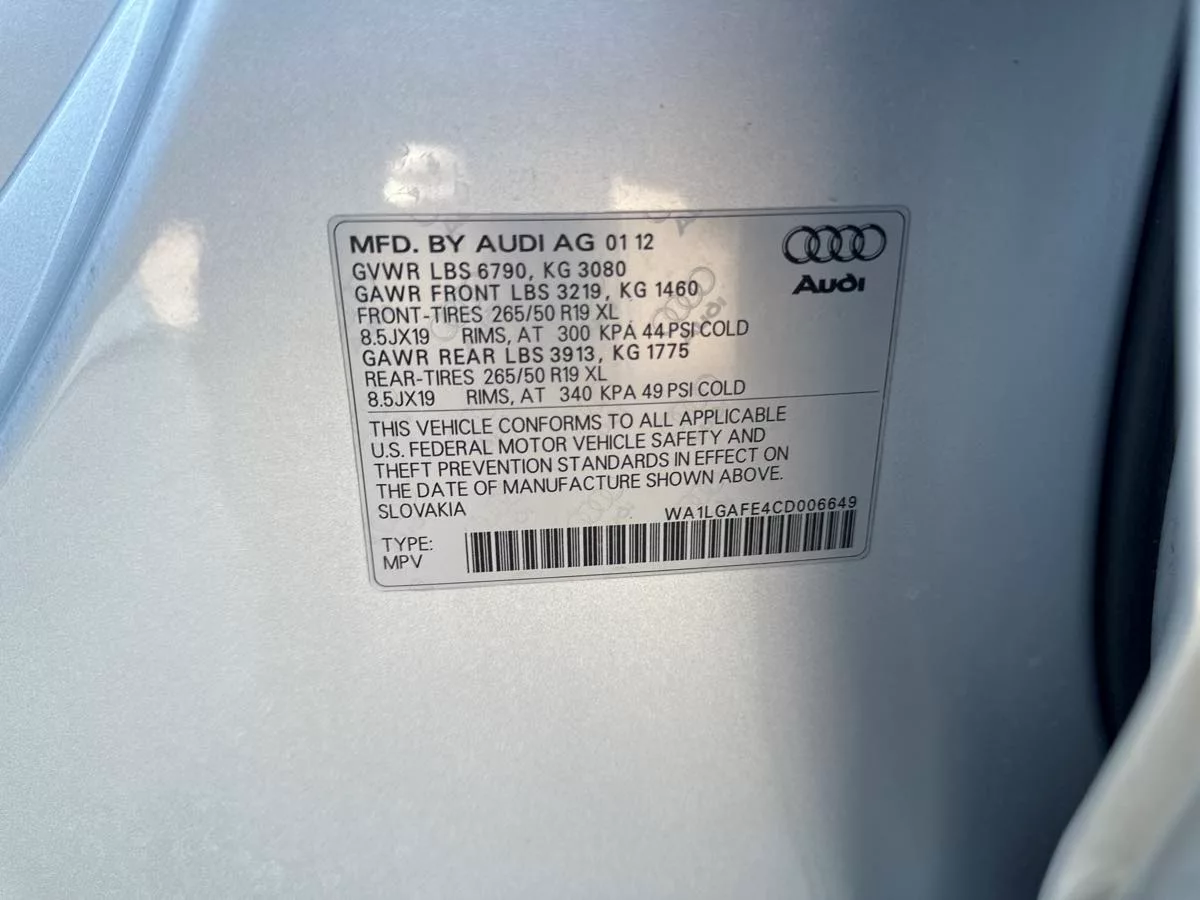 MFD. BY AUDI AG 01 12
Audi
GVWR LBS 6790, KG 3080
GAWR FRONT LBS 3219, KG 1460
FRONT-TIRES 265/50 R19 XL
8.5JX19 RIMS, AT 300 KPA 44 PSI COLD
GAWR REAR LBS 3913, KG 1775
REAR-TIRES 265/50 R19 XL
8.5JX19 RIMS, AT 340 KPA 49 PSI COLD
THIS VEHICLE CONFORMS TO ALL APPLICABLE
U.S. FEDERAL MOTOR VEHICLE SAFETY AND
THEFT PREVENTION STANDARDS IN EFFECT ON
THE DATE OF MANUFACTURE SHOWN ABOVE.
SLOVAKIA WA1LGAFE4CD006649
TYPE:
MPV